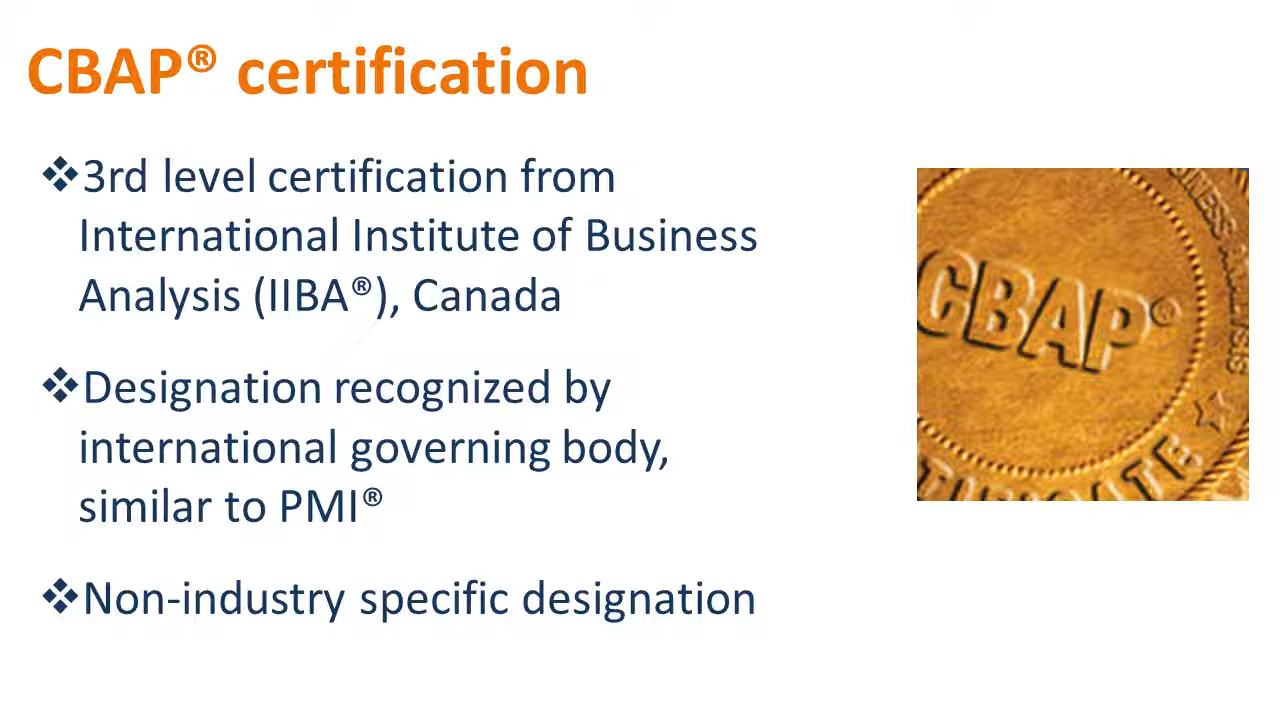 CBAP® certification
❖3rd level certification from
International Institute of Business
Analysis (IIBA®), Canada
❖Designation recognized by
international governing body,
similar to PMI®
❖Non-industry specific designation
CBAP®
ANALYSIS